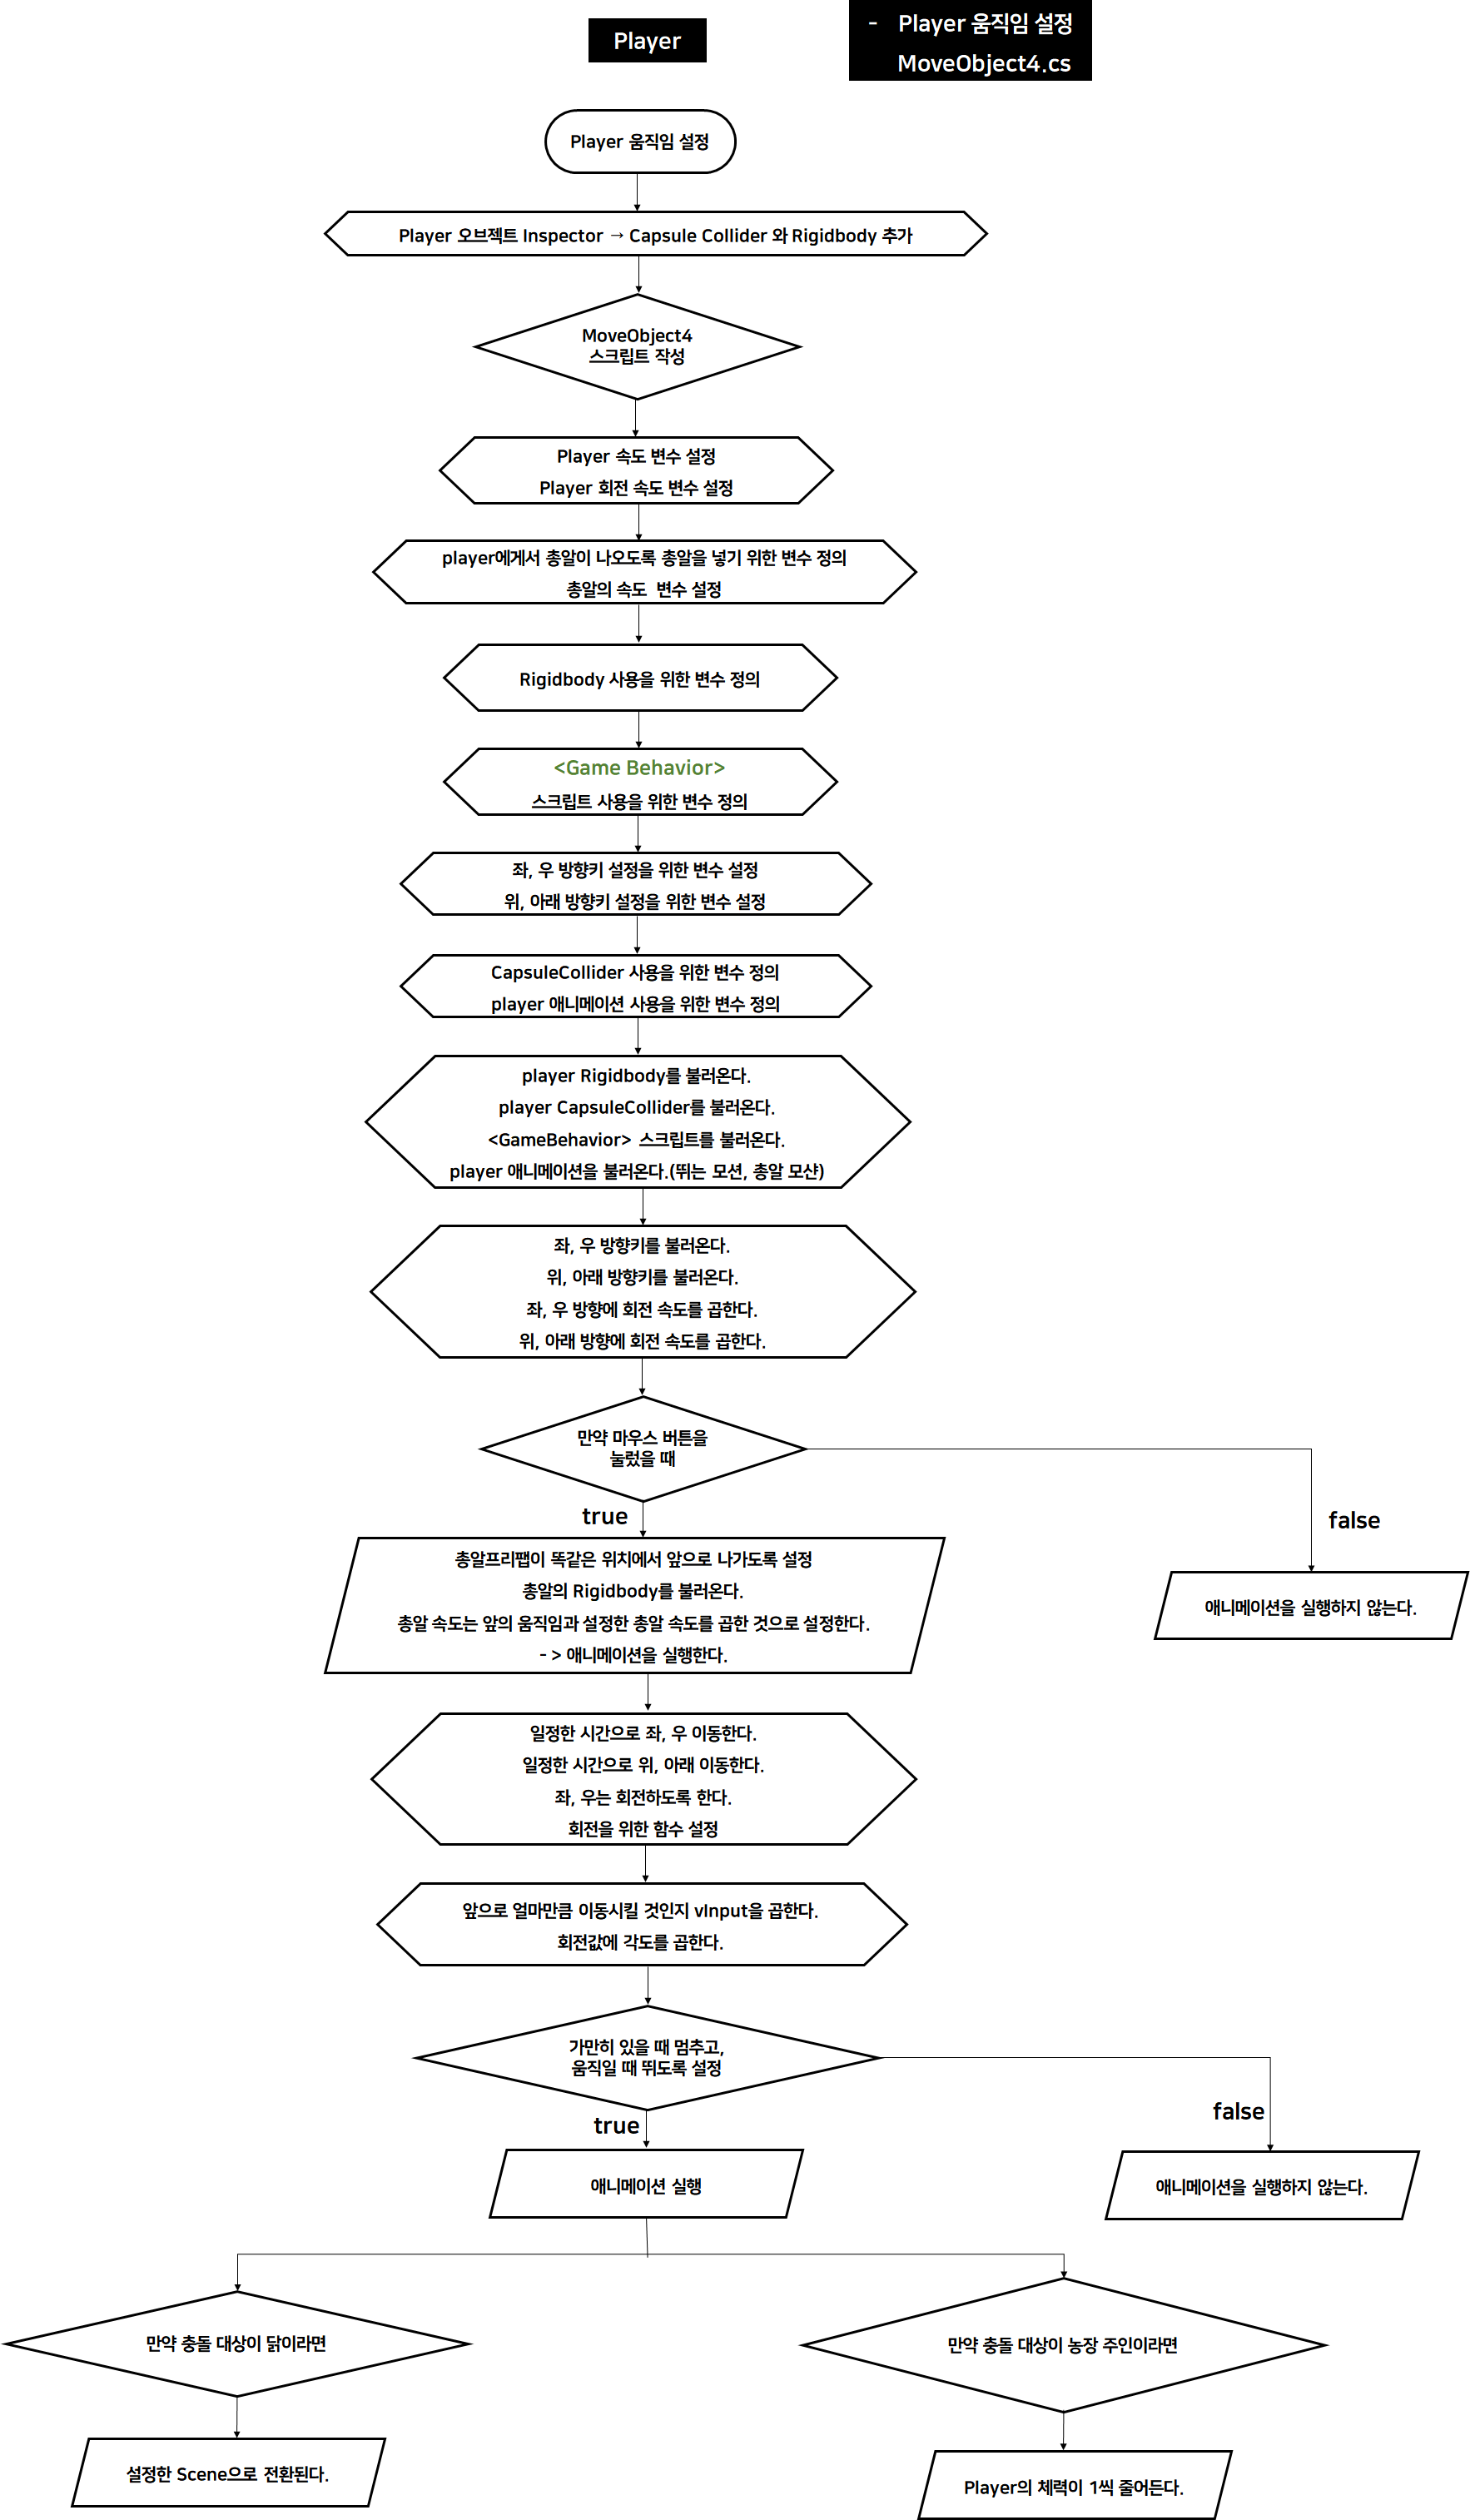 Player
- Player 움직임 설정
MoveObject4.cs
Player 움직임 설정
Player 오브젝트 Inspector → Capsule Collider 와 Rigidbody 추가
MoveObject4
스크립트 작성
Player 속도 변수 설정
Player 회전 속도 변수 설정
player에게서 총알이 나오도록 총알을 넣기 위한 변수 정의
총알의 속도 변수 설정
Rigidbody 사용을 위한 변수 정의
<Game Behavior>
스크립트 사용을 위한 변수 정의
좌, 우 방향키 설정을 위한 변수 설정
위, 아래 방향키 설정을 위한 변수 설정
CapsuleCollider 사용을 위한 변수 정의
player 애니메이션 사용을 위한 변수 정의
player Rigidbody를 불러온다.
player CapsuleCollider를 불러온다.
<GameBehavior> 스크립트를 불러온다.
player 애니메이션을 불러온다.(뛰는 모션, 총알 모샨)
좌, 우 방향키를 불러온다.
위, 아래 방향키를 불러온다.
좌, 우 방향에 회전 속도를 곱한다.
위, 아래 방향에 회전 속도를 곱한다.
만약 마우스 버튼을
눌렀을 때
true
false
총알프리팹이 똑같은 위치에서 앞으로 나가도록 설정
총알의 Rigidbody를 불러온다.
총알 속도는 앞의 움직임과 설정한 총알 속도를 곱한 것으로 설정한다.
- > 애니메이션을 실행한다.
애니메이션을 실행하지 않는다.
일정한 시간으로 좌, 우 이동한다.
일정한 시간으로 위, 아래 이동한다.
좌, 우는 회전하도록 한다.
회전을 위한 함수 설정
앞으로 얼마만큼 이동시킬 것인지 vInput을 곱한다.
회전값에 각도를 곱한다.
가만히 있을 때 멈추고,
움직일 때 뛰도록 설정
true
false
애니메이션 실행
애니메이션을 실행하지 않는다.
만약 충돌 대상이 닭이라면
만약 충돌 대상이 농장 주인이라면
설정한 Scene으로 전환된다.
Player의 체력이 1씩 줄어든다.